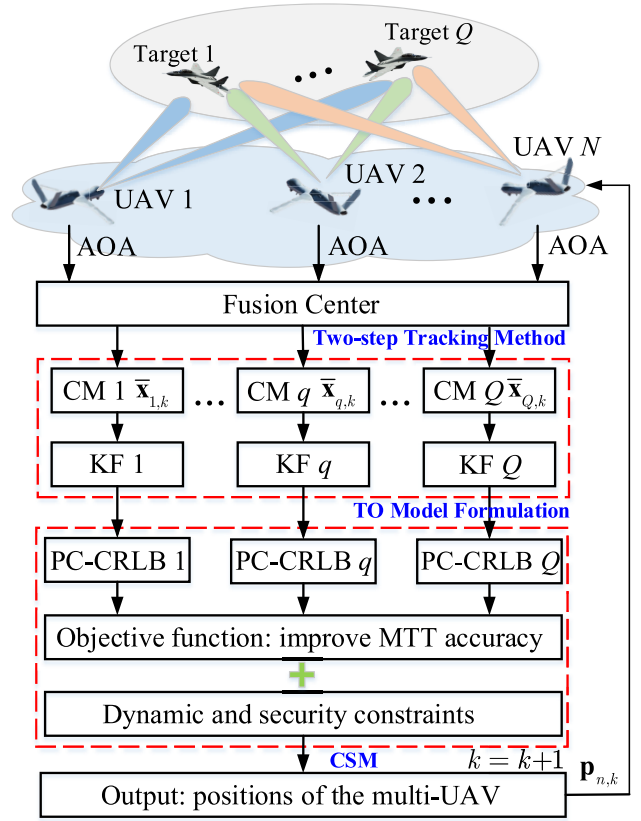 Target 1
Target Q
...
UAV 1
UAV 2
...
UAV N
AOA
AOA
AOA
Fusion Center
Two-step Tracking Method
CM 1 x̄₁,ₖ
...
CM q x̄_{q,k}
...
CM Q x̄_{Q,k}
KF 1
KF q
KF Q
TO Model Formulation
PC-CRLB 1
PC-CRLB q
PC-CRLB Q
Objective function: improve MTT accuracy
+
Dynamic and security constraints
CSM
k = k+1
p_{n,k}
Output: positions of the multi-UAV